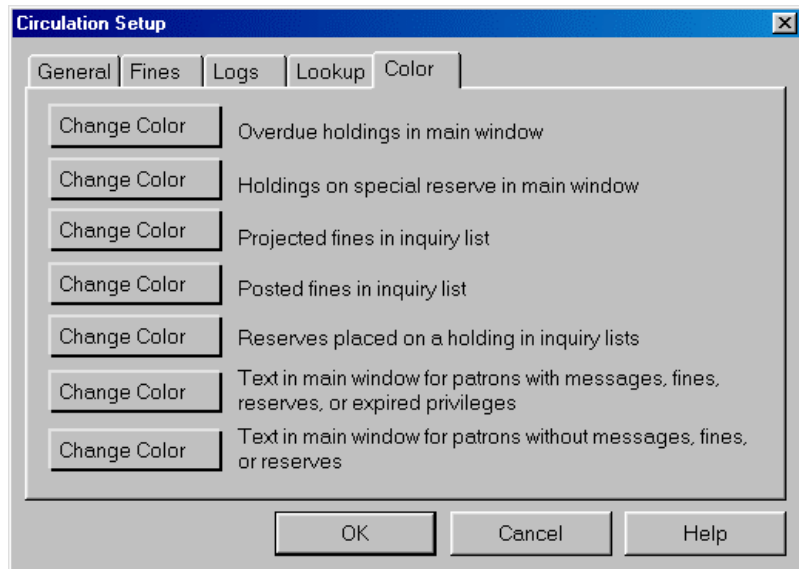 Circulation Setup
General Fines Logs Lookup Color
Change Color Overdue holdings in main window
Change Color Holdings on special reserve in main window
Change Color Projected fines in inquiry list
Change Color Posted fines in inquiry list
Change Color Reserves placed on a holding in inquiry lists
Change Color Text in main window for patrons with messages, fines,
reserves, or expired privileges
Change Color Text in main window for patrons without messages, fines,
or reserves
OK Cancel Help